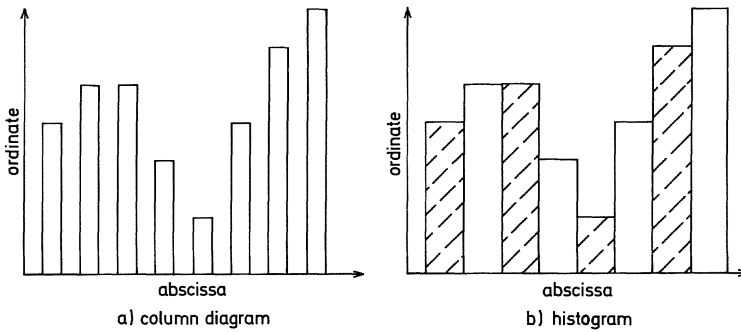 ordinate
abscissa
a) column diagram
ordinate
abscissa
b) histogram